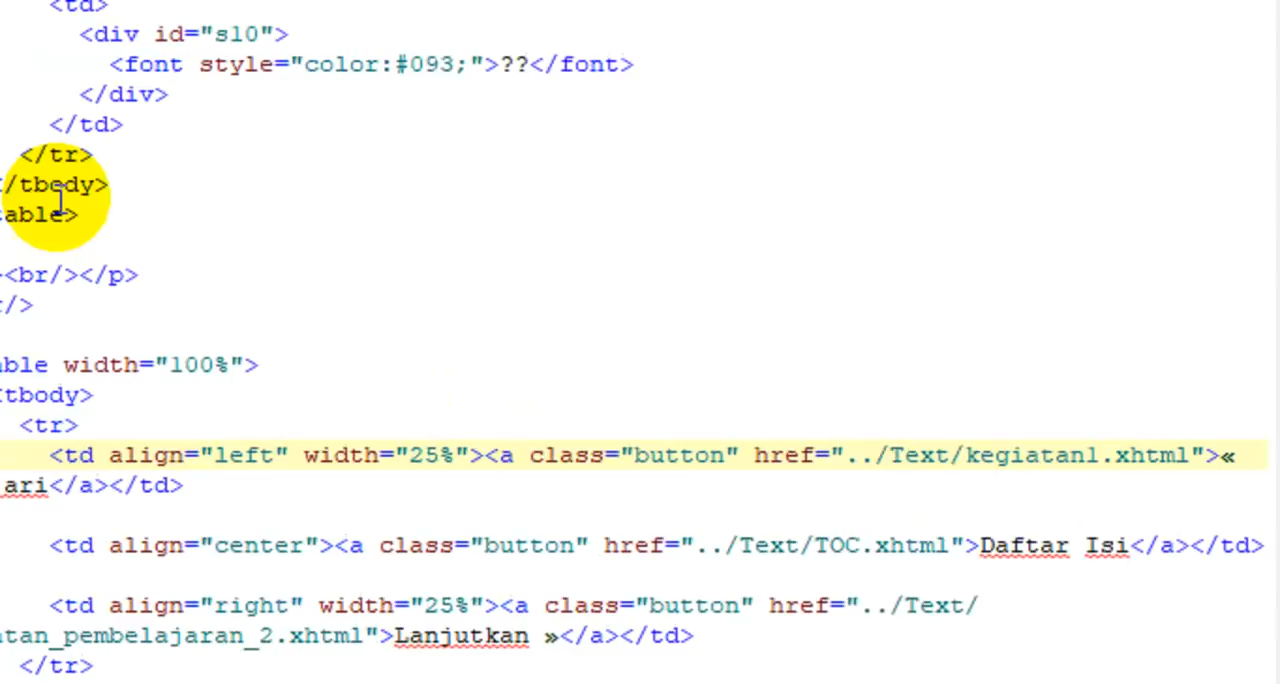 <td>
<div id="s10">
<font style="color:#093;">??</font>
</div>
</td>
</tr>
/tbody>
able>
><br/></p>
/>
able width="100%">
tbody>
<tr>
<td align="left" width="25%"><a class="button" href="../Text/kegiatan1.xhtml">«
ari</a></td>
<td align="center"><a class="button" href="../Text/TOC.xhtml">Daftar Isi</a></td>
<td align="right" width="25%"><a class="button" href="../Text/
atan_pembelajaran_2.xhtml">Lanjutkan »</a></td>
</tr>